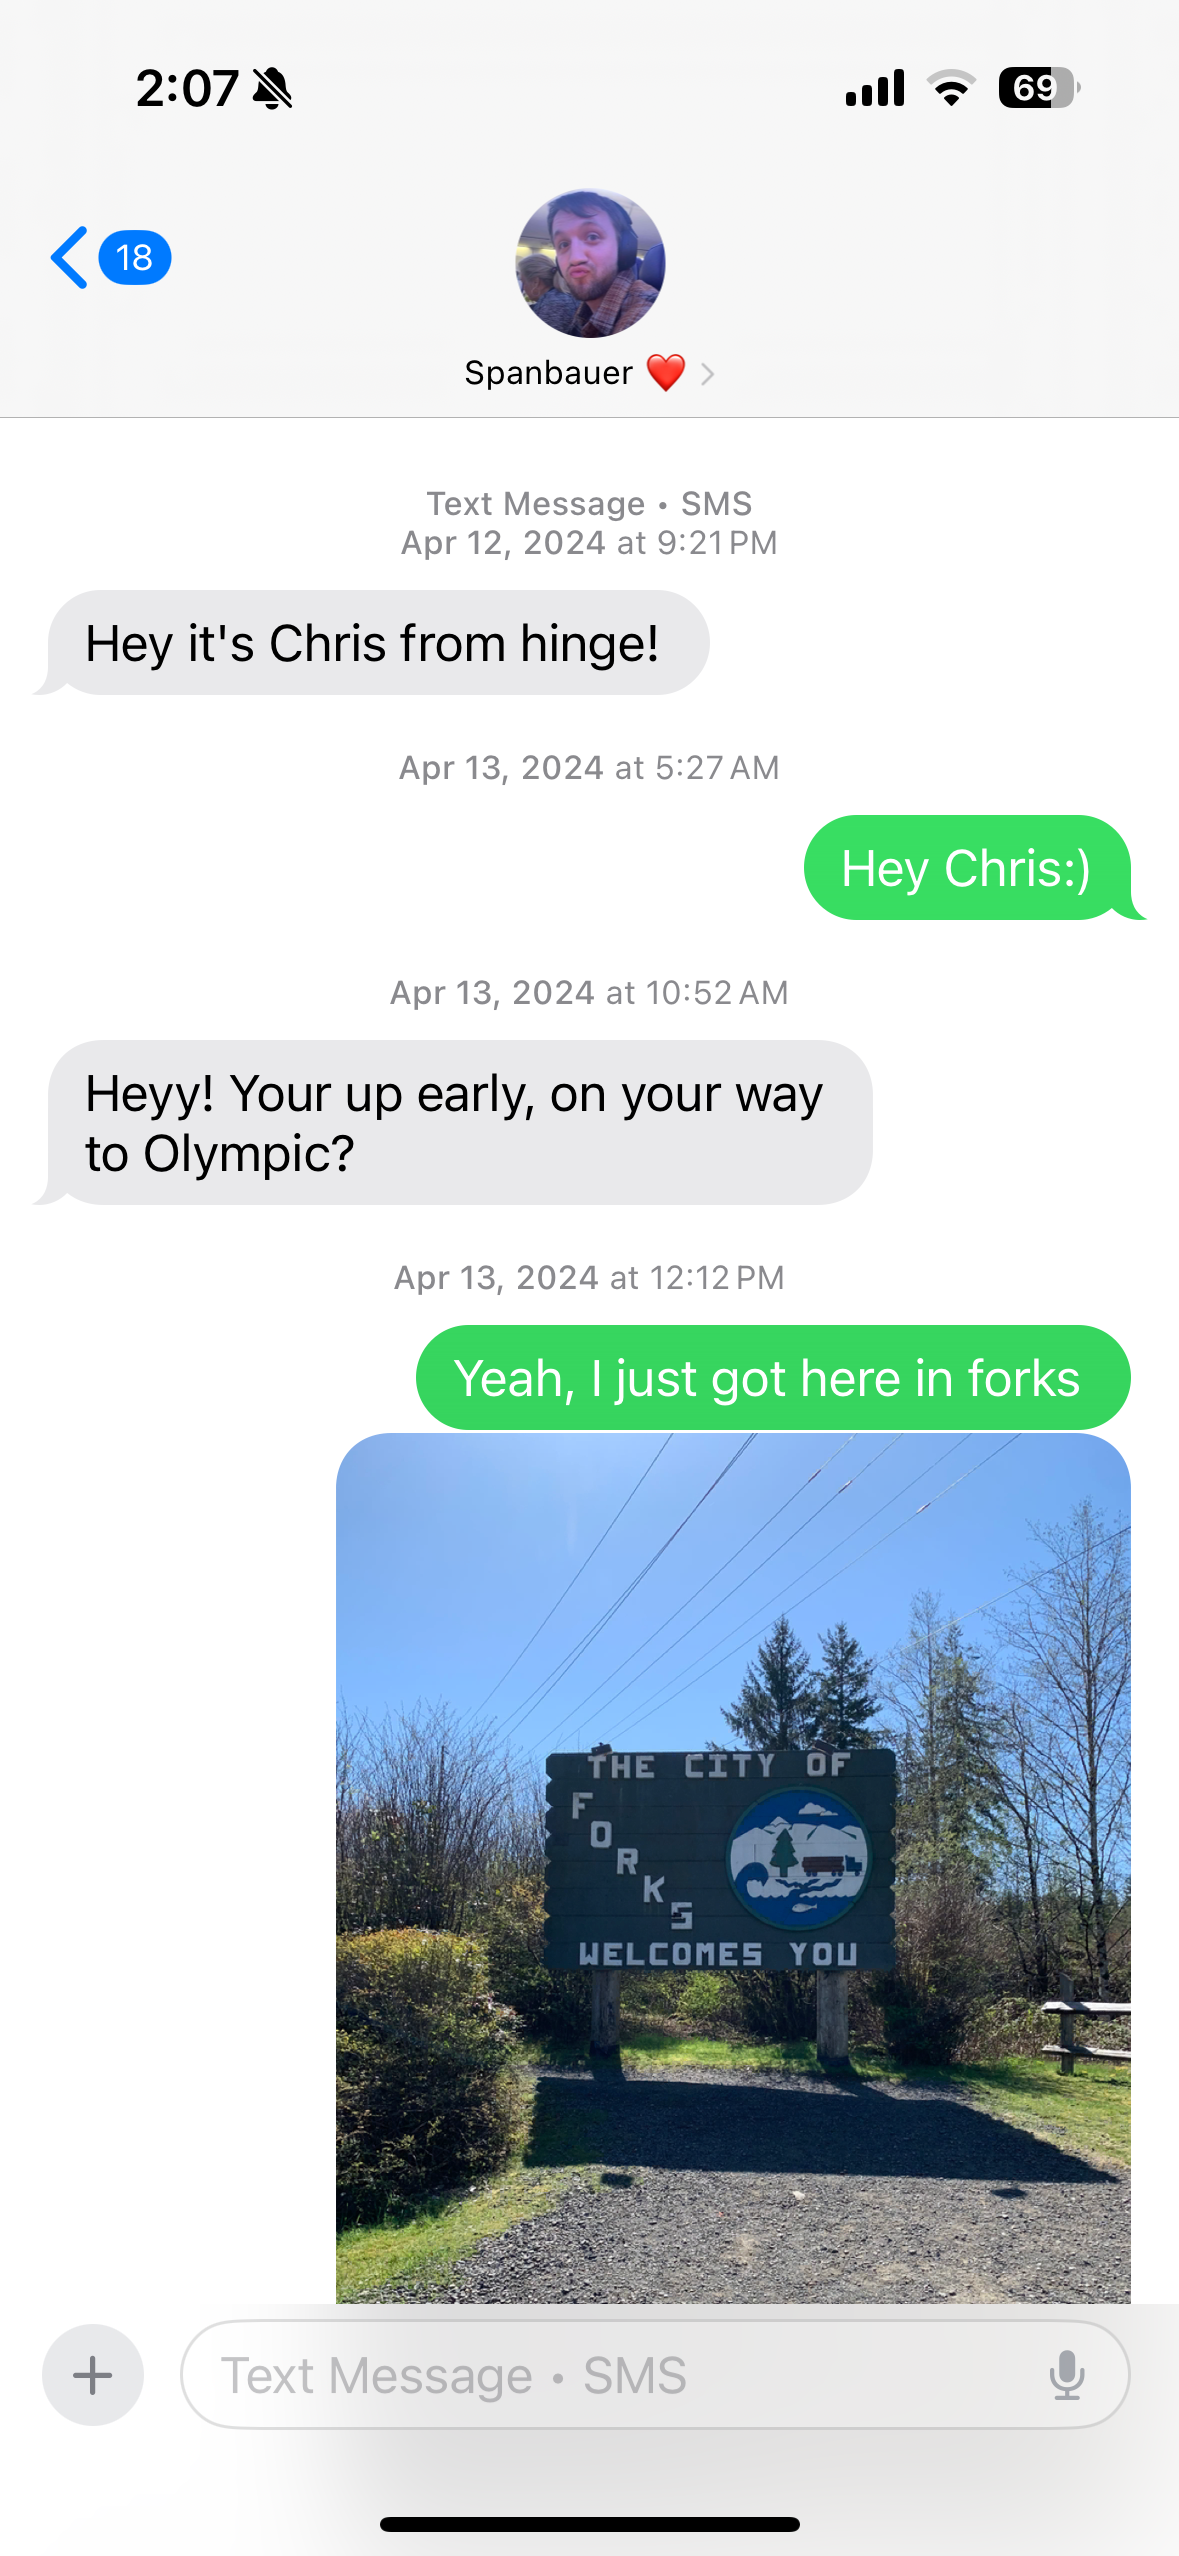 2:07
69
18
Spanbauer ❤️
Text Message • SMS
Apr 12, 2024 at 9:21 PM
Hey it's Chris from hinge!
Apr 13, 2024 at 5:27 AM
Hey Chris:)
Apr 13, 2024 at 10:52 AM
Heyy! Your up early, on your way
to Olympic?
Apr 13, 2024 at 12:12 PM
Yeah, I just got here in forks
THE CITY OF
FORKS
WELCOMES YOU
Text Message • SMS